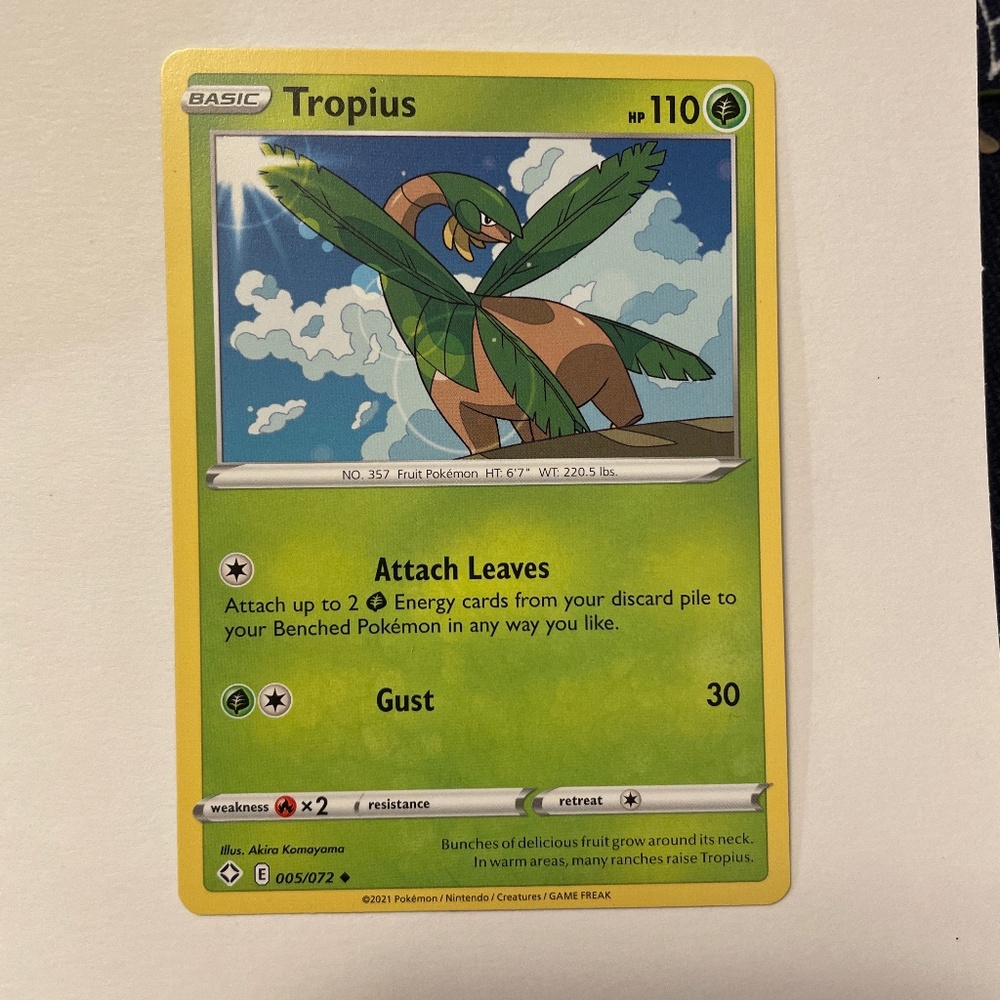 BASIC Tropius HP 110
NO. 357 Fruit Pokémon HT: 6'7" WT: 220.5 lbs.
Attach Leaves
Attach up to 2 Energy cards from your discard pile to
your Benched Pokémon in any way you like.
Gust 30
weakness ×2 resistance retreat
Illus. Akira Komayama
Bunches of delicious fruit grow around its neck.
In warm areas, many ranches raise Tropius.
E 005/072
©2021 Pokémon / Nintendo / Creatures / GAME FREAK